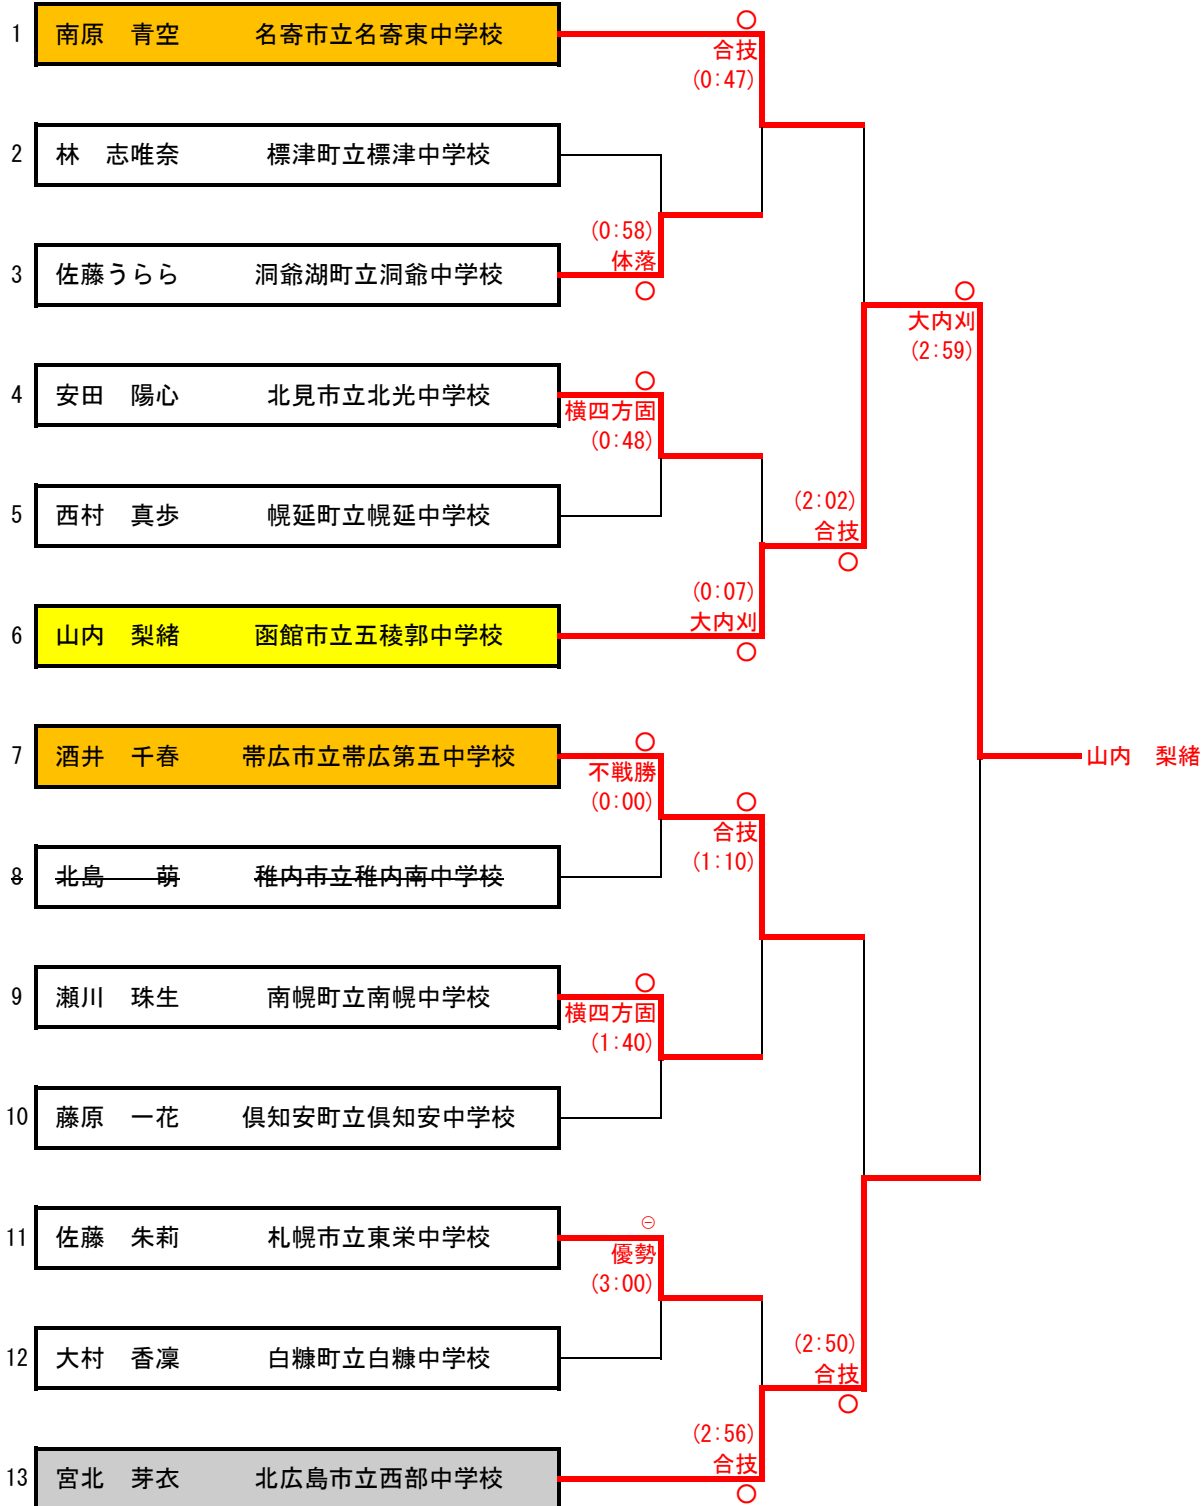 ○
1 南原　青空 名寄市立名寄東中学校
合技
(0:47)
2 林　志唯奈 標津町立標津中学校
(0:58)
体落
3 佐藤うらら 洞爺湖町立洞爺中学校
○
○
大内刈
(2:59)
○
4 安田　陽心 北見市立北光中学校
横四方固
(0:48)
(2:02)
5 西村　真歩 幌延町立幌延中学校
合技
○
(0:07)
大内刈
6 山内　梨緒 函館市立五稜郭中学校
○
○
7 酒井　千春 帯広市立帯広第五中学校
山内　梨緒
不戦勝
(0:00)
○
合技
(1:10)
8 北島　　萌 稚内市立稚内南中学校
○
9 瀬川　珠生 南幌町立南幌中学校
横四方固
(1:40)
10 藤原　一花 倶知安町立倶知安中学校
⊖
11 佐藤　朱莉 札幌市立東栄中学校
優勢
(3:00)
(2:50)
12 大村　香凜 白糠町立白糠中学校
合技
○
(2:56)
合技
13 宮北　芽衣 北広島市立西部中学校
○